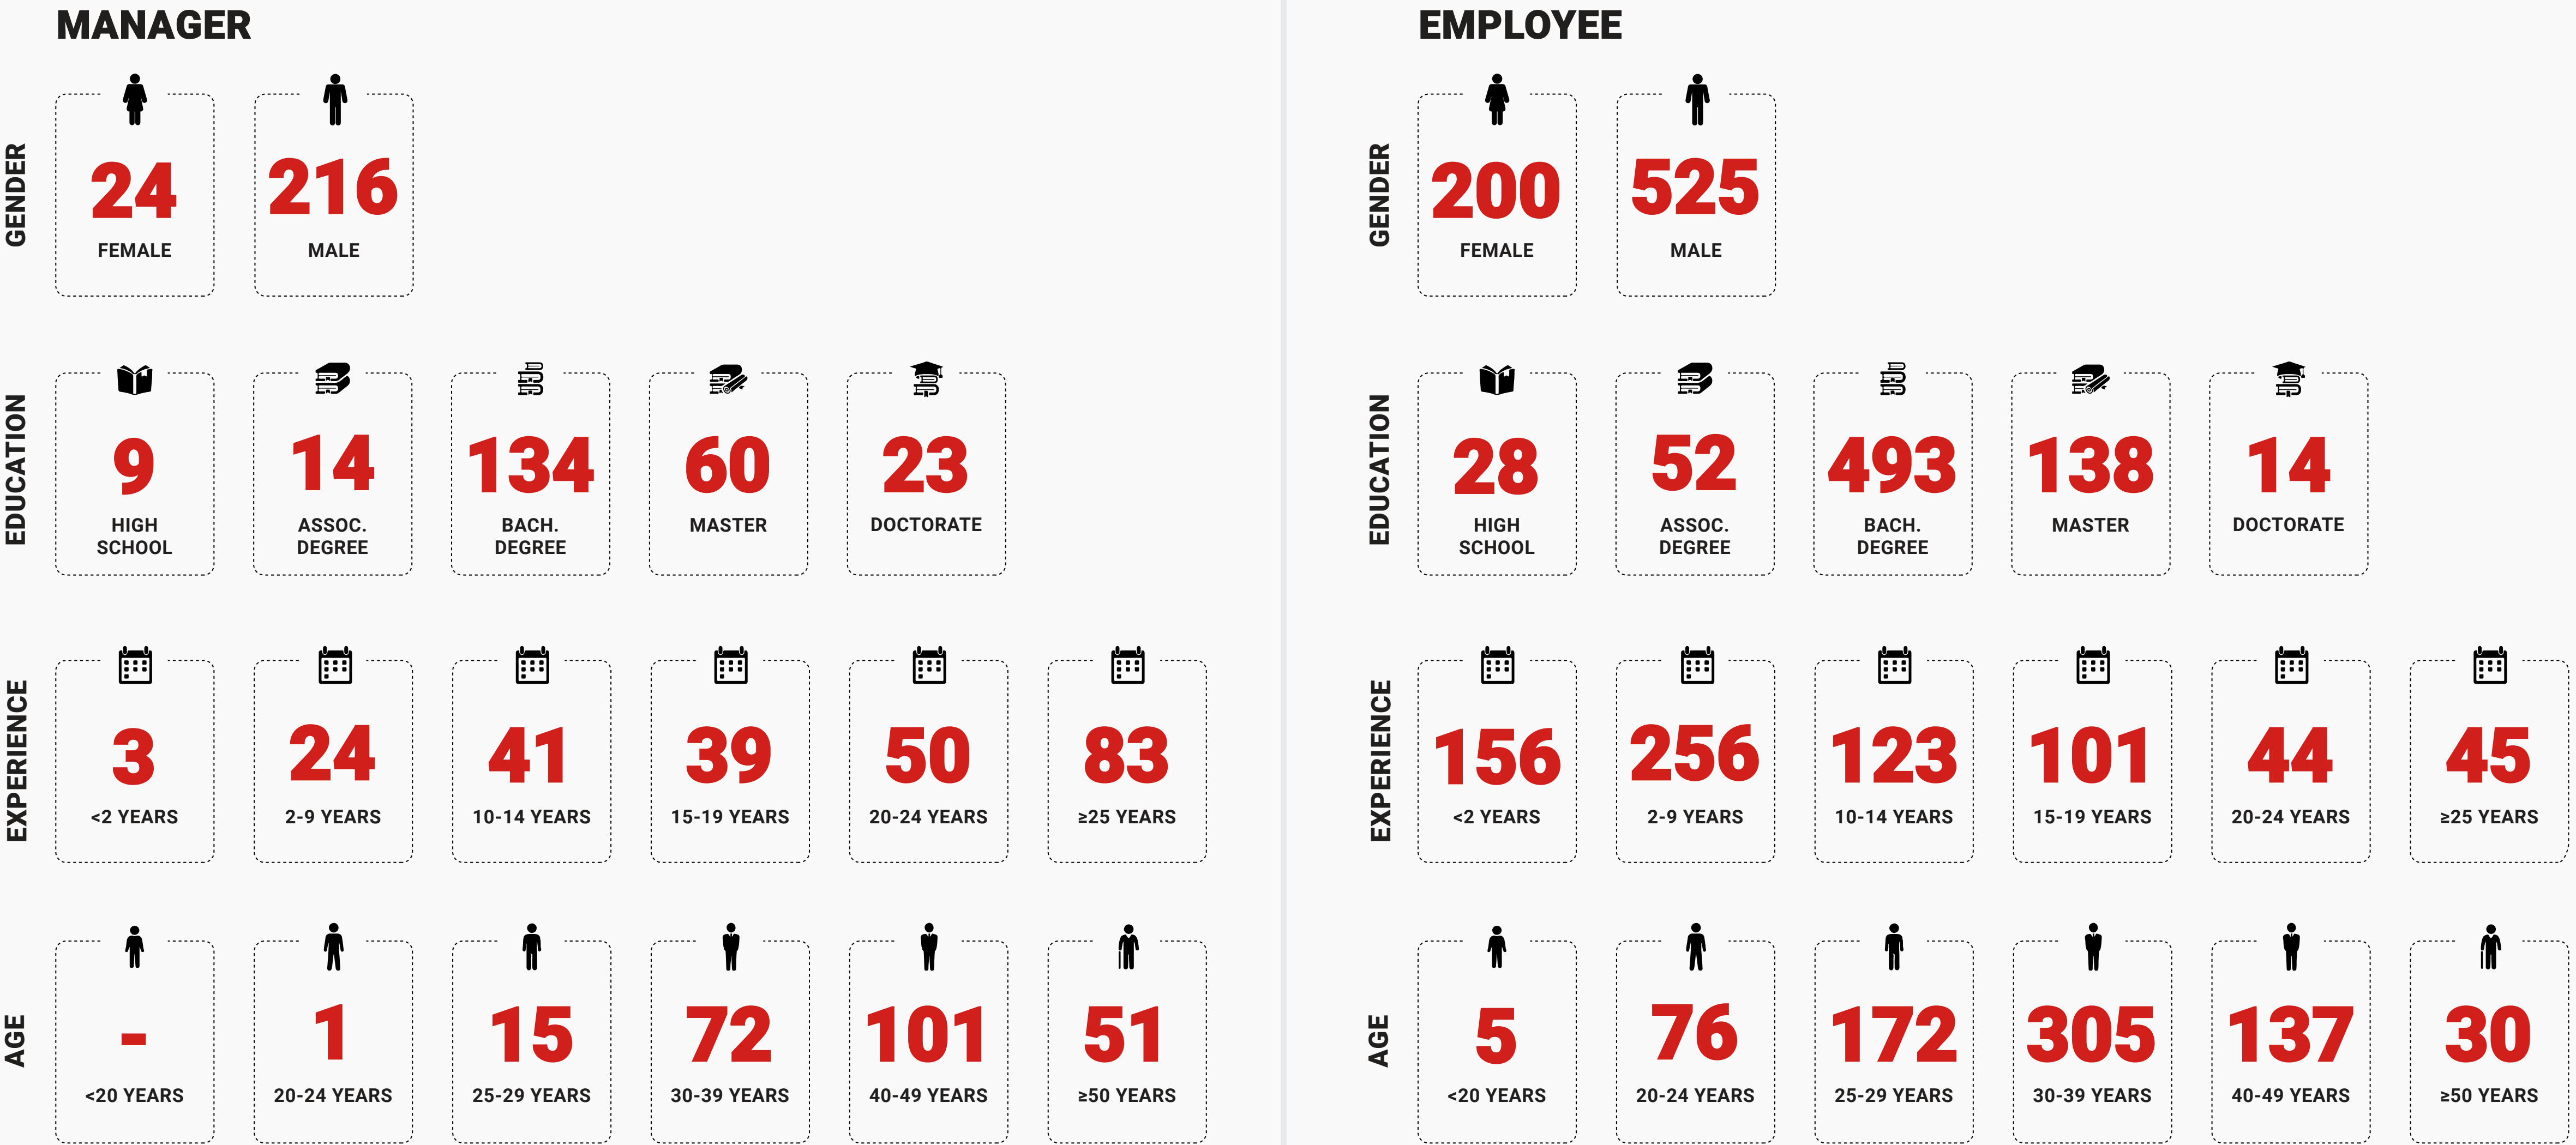 MANAGER
GENDER
24
FEMALE
216
MALE
EDUCATION
9
HIGH
SCHOOL
14
ASSOC.
DEGREE
134
BACH.
DEGREE
60
MASTER
23
DOCTORATE
EXPERIENCE
3
<2 YEARS
24
2-9 YEARS
41
10-14 YEARS
39
15-19 YEARS
50
20-24 YEARS
83
≥25 YEARS
AGE
-
<20 YEARS
1
20-24 YEARS
15
25-29 YEARS
72
30-39 YEARS
101
40-49 YEARS
51
≥50 YEARS
EMPLOYEE
GENDER
200
FEMALE
525
MALE
EDUCATION
28
HIGH
SCHOOL
52
ASSOC.
DEGREE
493
BACH.
DEGREE
138
MASTER
14
DOCTORATE
EXPERIENCE
156
<2 YEARS
256
2-9 YEARS
123
10-14 YEARS
101
15-19 YEARS
44
20-24 YEARS
45
≥25 YEARS
AGE
5
<20 YEARS
76
20-24 YEARS
172
25-29 YEARS
305
30-39 YEARS
137
40-49 YEARS
30
≥50 YEARS